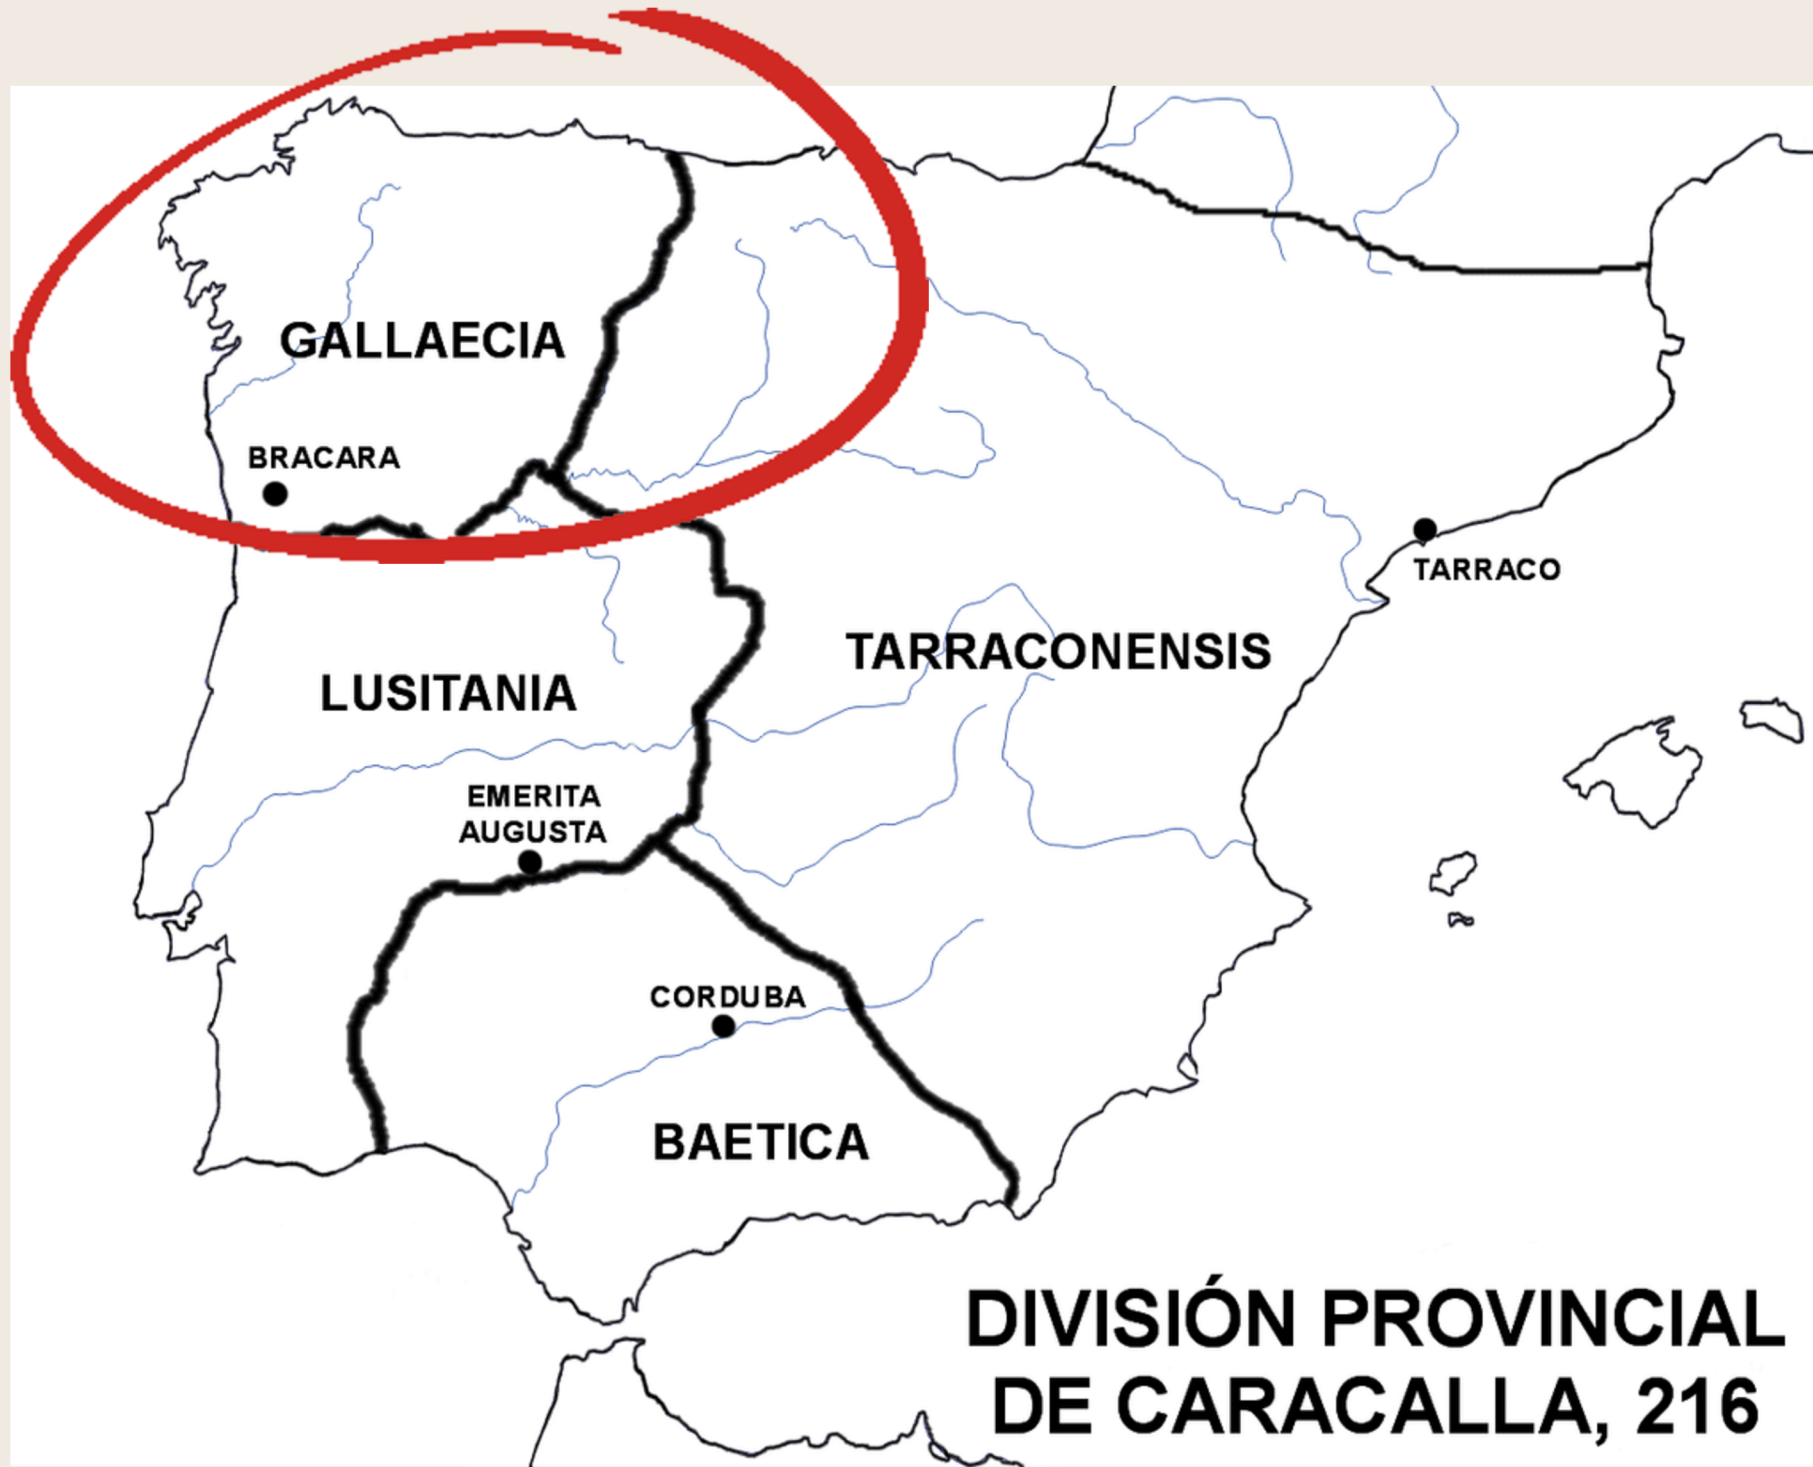 GALLAECIA
BRACARA
TARRACO
TARRACONENSIS
LUSITANIA
EMERITA
AUGUSTA
CORDUBA
BAETICA
DIVISIÓN PROVINCIAL
DE CARACALLA, 216